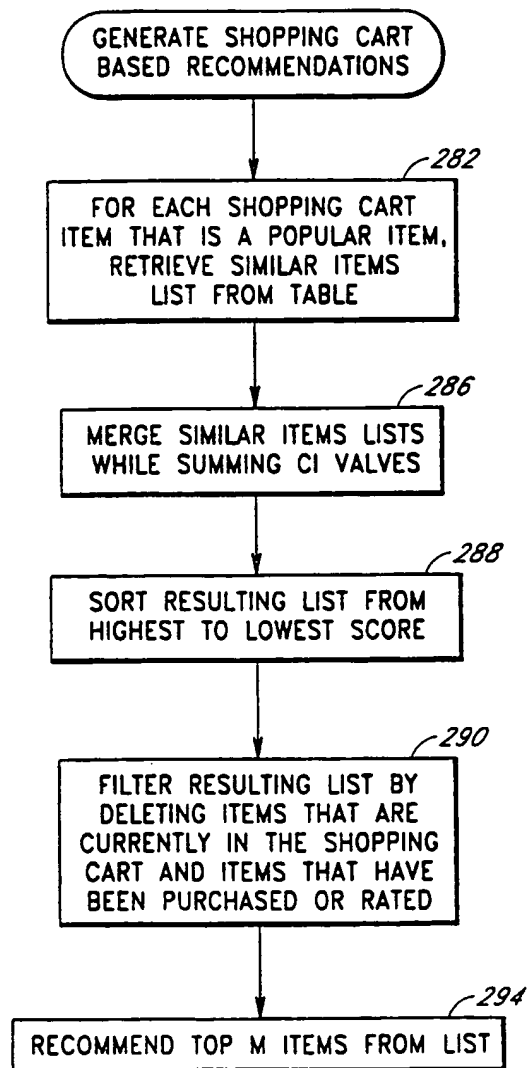 GENERATE SHOPPING CART
BASED RECOMMENDATIONS
282
FOR EACH SHOPPING CART
ITEM THAT IS A POPULAR ITEM,
RETRIEVE SIMILAR ITEMS
LIST FROM TABLE
286
MERGE SIMILAR ITEMS LISTS
WHILE SUMMING CI VALVES
288
SORT RESULTING LIST FROM
HIGHEST TO LOWEST SCORE
290
FILTER RESULTING LIST BY
DELETING ITEMS THAT ARE
CURRENTLY IN THE SHOPPING
CART AND ITEMS THAT HAVE
BEEN PURCHASED OR RATED
294
RECOMMEND TOP M ITEMS FROM LIST